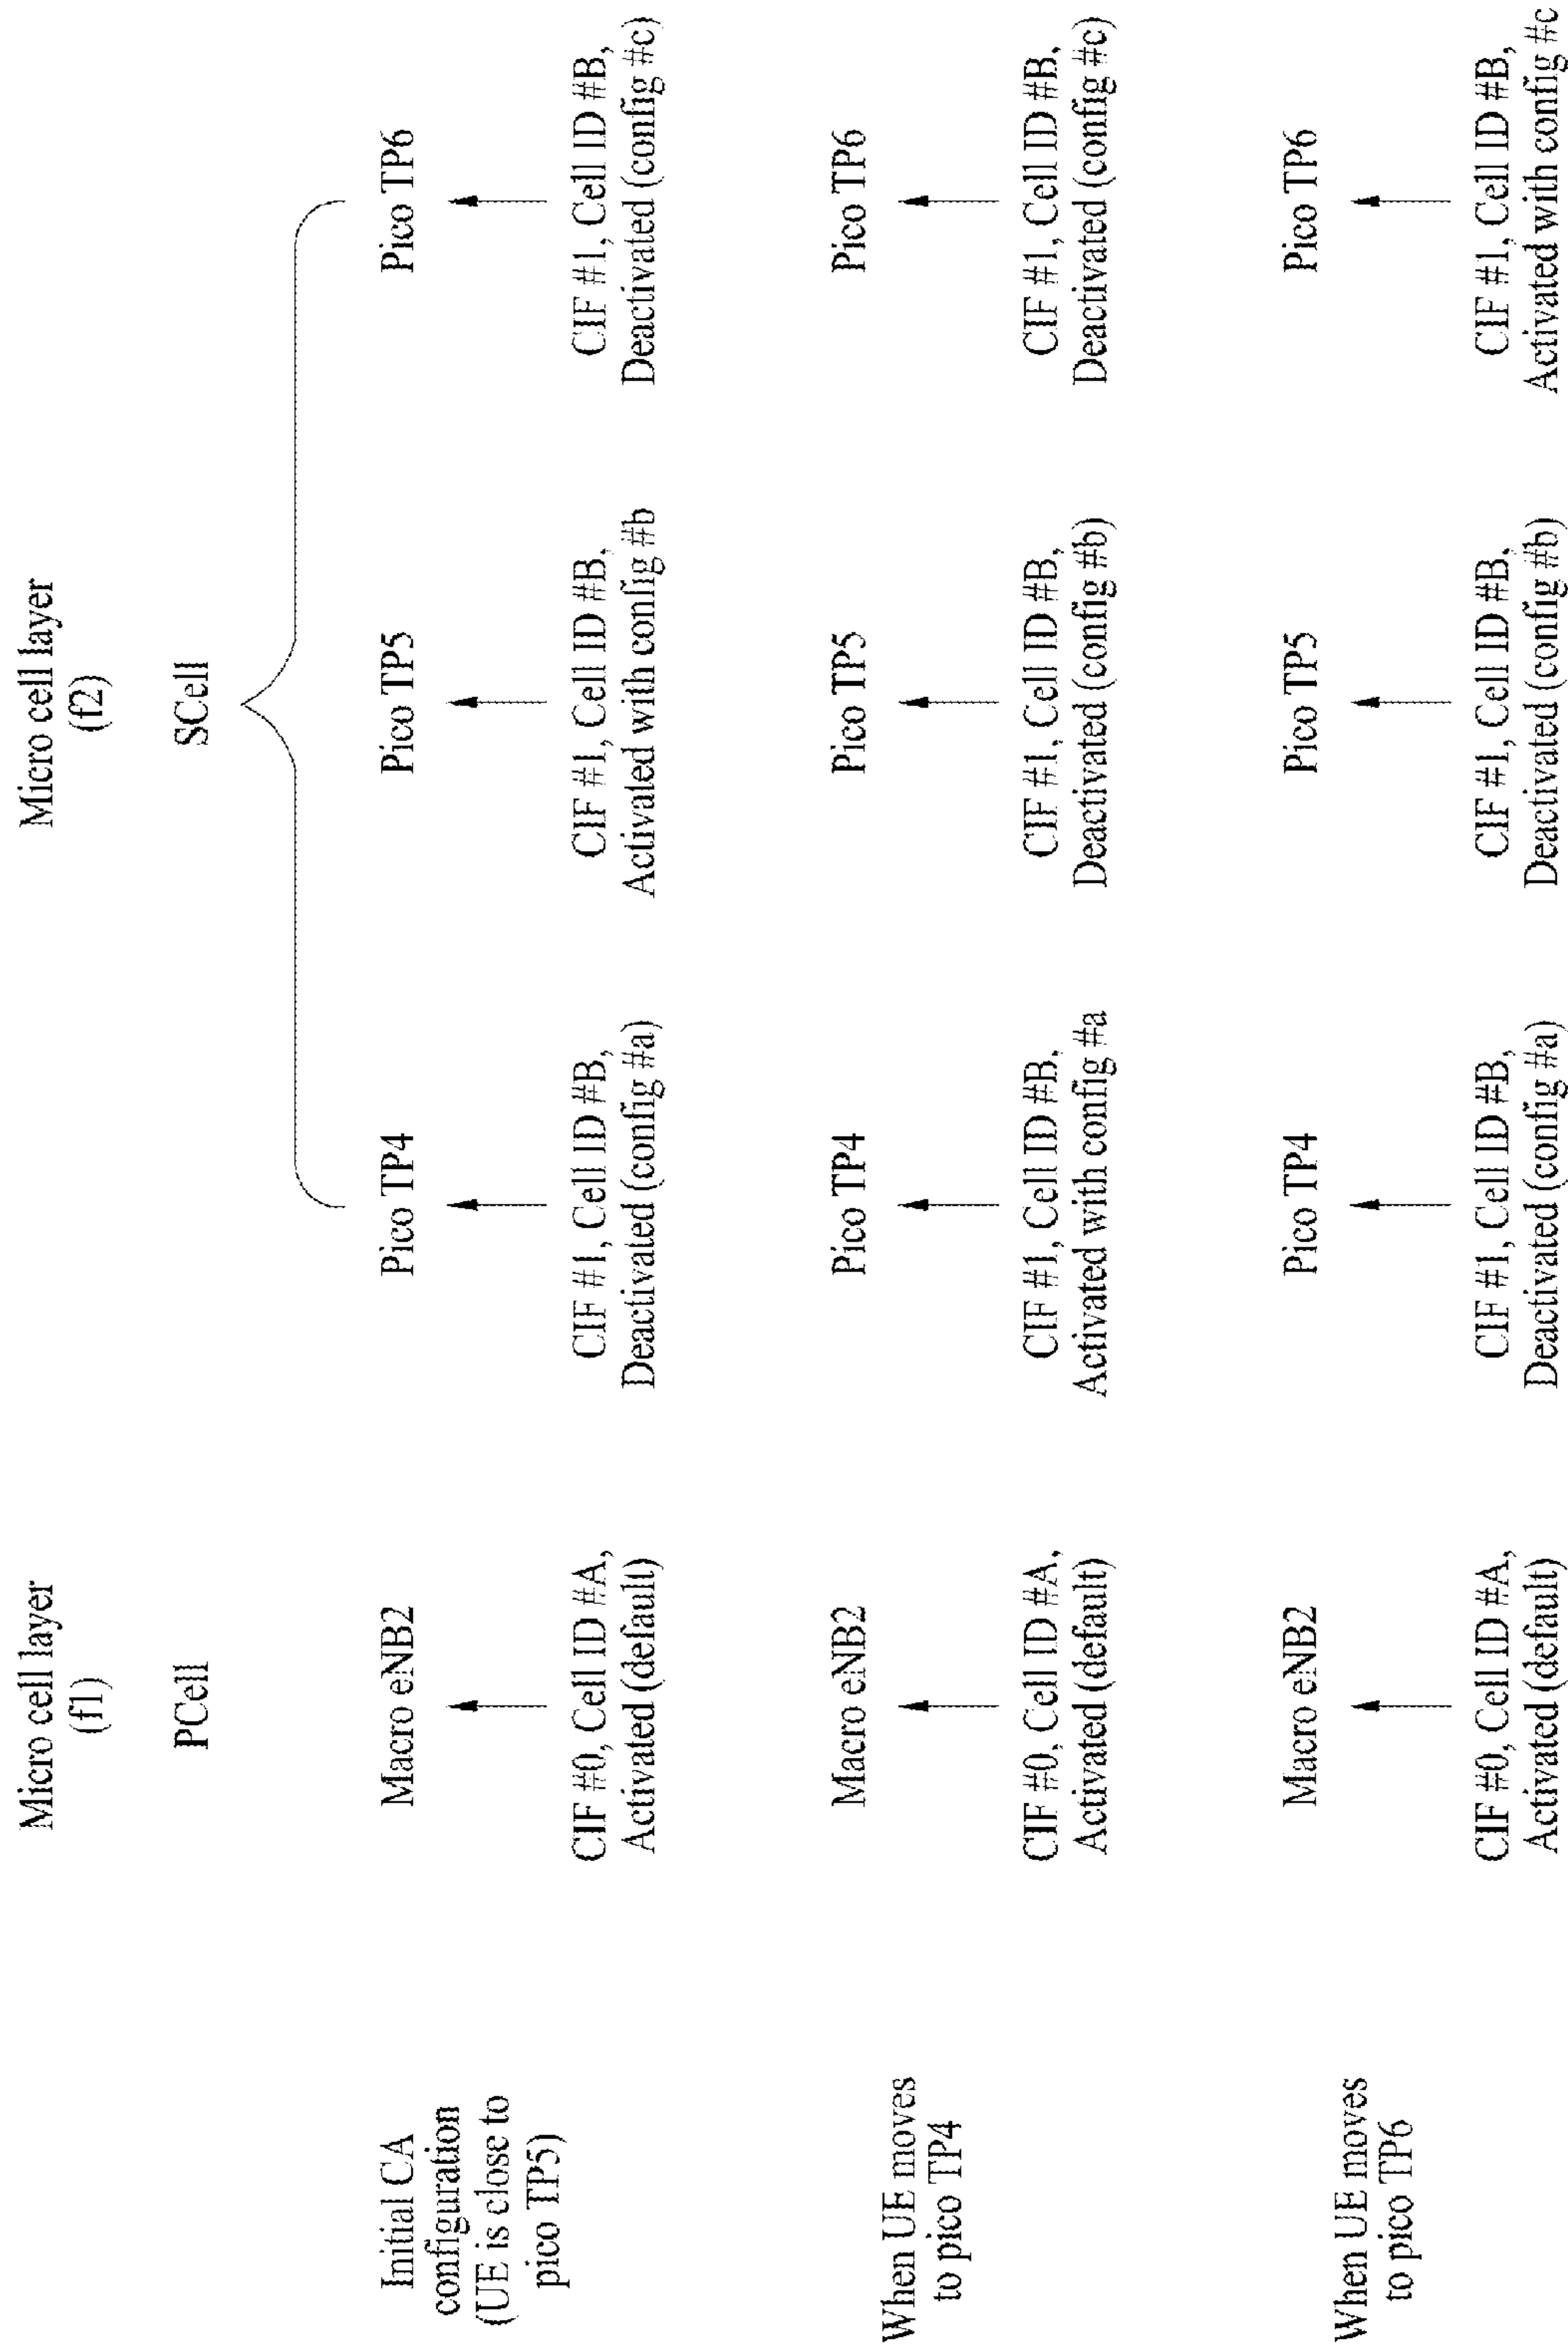 Micro cell layer
(f1)
Micro cell layer
(f2)
PCell
SCell
Initial CA
configuration
(UE is close to
pico TP5)
Macro eNB2
Pico TP4
Pico TP5
Pico TP6
CIF #0, Cell ID #A,
Activated (default)
CIF #1, Cell ID #B,
Deactivated (config #a)
CIF #1, Cell ID #B,
Activated with config #b
CIF #1, Cell ID #B,
Deactivated (config #c)
When UE moves
to pico TP4
Macro eNB2
Pico TP4
Pico TP5
Pico TP6
CIF #0, Cell ID #A,
Activated (default)
CIF #1, Cell ID #B,
Activated with config #a
CIF #1, Cell ID #B,
Deactivated (config #b)
CIF #1, Cell ID #B,
Deactivated (config #c)
When UE moves
to pico TP6
Macro eNB2
Pico TP4
Pico TP5
Pico TP6
CIF #0, Cell ID #A,
Activated (default)
CIF #1, Cell ID #B,
Deactivated (config #a)
CIF #1, Cell ID #B,
Deactivated (config #b)
CIF #1, Cell ID #B,
Activated with config #c